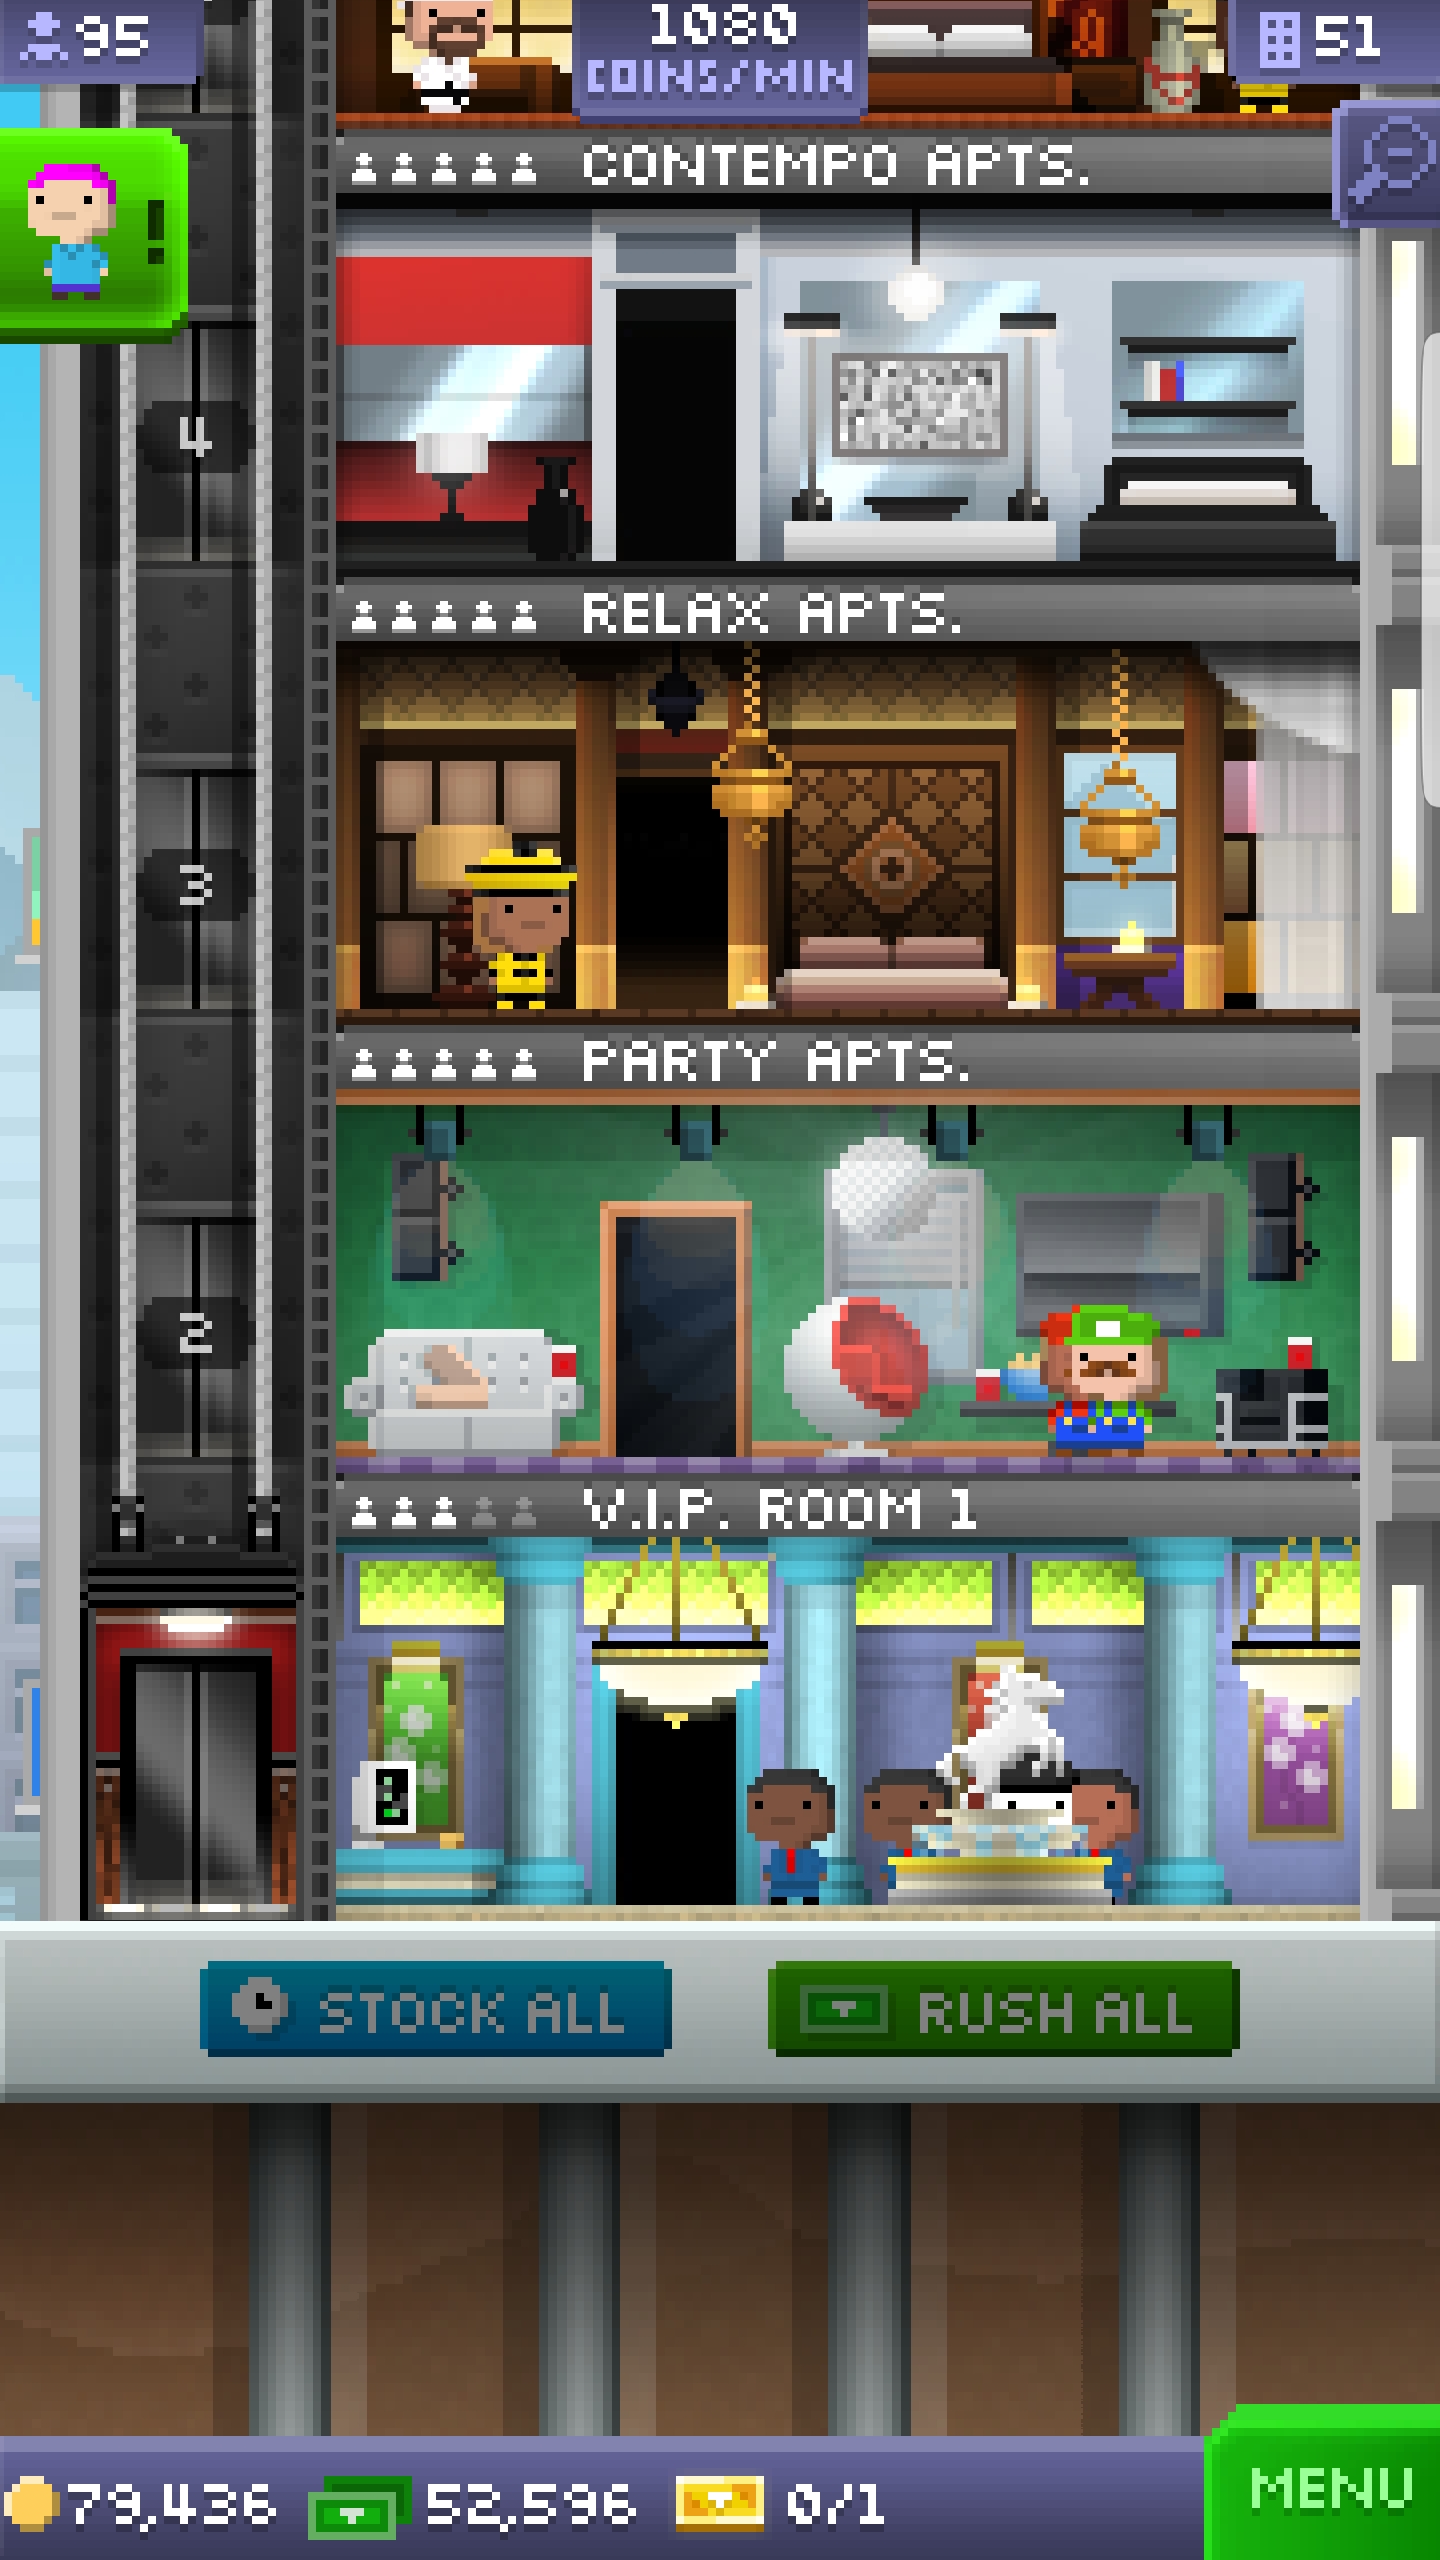 95
1080
COINS/MIN
51
CONTEMPO APTS.
!
4
RELAX APTS.
3
PARTY APTS.
2
V.I.P. ROOM 1
STOCK ALL
RUSH ALL
79,436
52,596
0/1
MENU